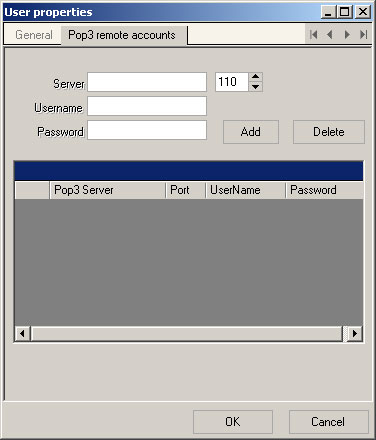 User properties
General Pop3 remote accounts
Server 110
Username
Password Add Delete
Pop3 Server Port UserName Password
OK Cancel